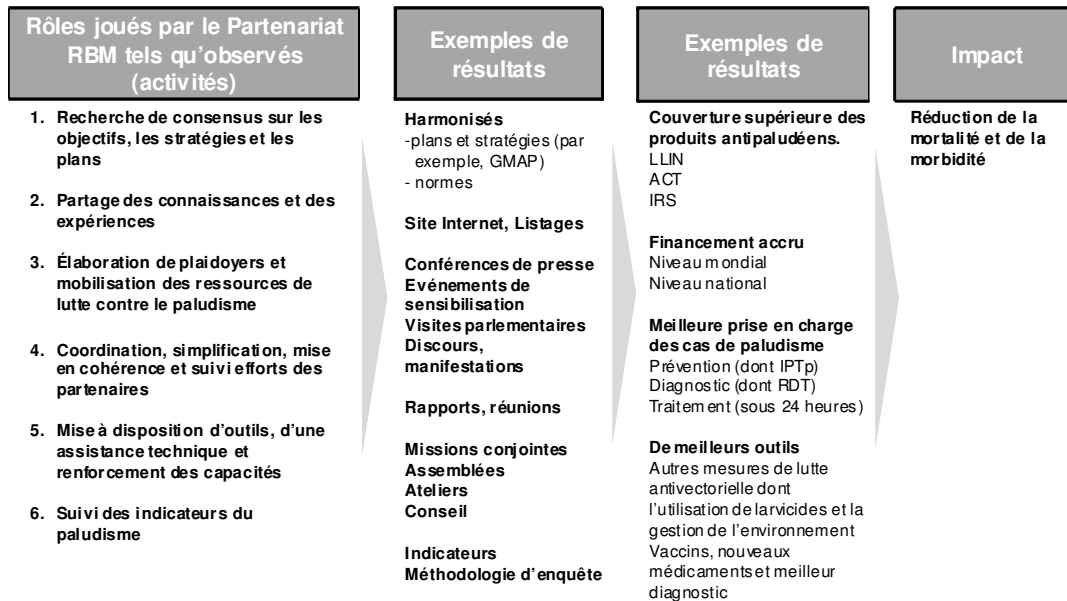 Rôles joués par le Partenariat
RBM tels qu'observés
(activités)
1. Recherche de consensus sur les
objectifs, les stratégies et les
plans
2. Partage des connaissances et des
expériences
3. Élaboration de plaidoyers et
mobilisation des ressources de
lutte contre le paludisme
4. Coordination, simplification, mise
en cohérence et suivi efforts des
partenaires
5. Mise à disposition d'outils, d'une
assistance technique et
renforcement des capacités
6. Suivi des indicateurs du
paludisme
Exemples de
résultats
Harmonisés
-plans et stratégies (par
exemple, GMAP)
- normes
Site Internet, Listages
Conférences de presse
Evénements de
sensibilisation
Visites parlementaires
Discours,
manifestations
Rapports, réunions
Missions conjointes
Assemblées
Ateliers
Conseil
Indicateurs
Méthodologie d'enquête
Exemples de
résultats
Couverture supérieure des
produits antipaludéens.
LLIN
ACT
IRS
Financement accru
Niveau mondial
Niveau national
Meilleure prise en charge
des cas de paludisme
Prévention (dont IPTp)
Diagnostic (dont RDT)
Traitement (sous 24 heures)
De meilleurs outils
Autres mesures de lutte
antivectorielle dont
l'utilisation de larvicides et la
gestion de l'environnement
Vaccins, nouveaux
médicaments et meilleur
diagnostic
Impact
Réduction de la
mortalité et de la
morbidité